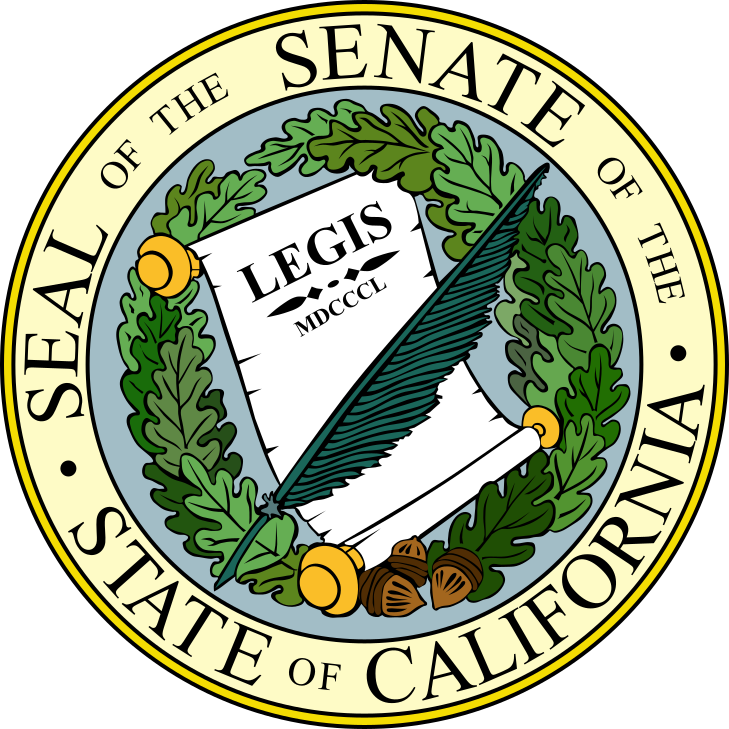 SEAL OF THE SENATE OF THE
STATE OF CALIFORNIA
LEGIS
MDCCCL